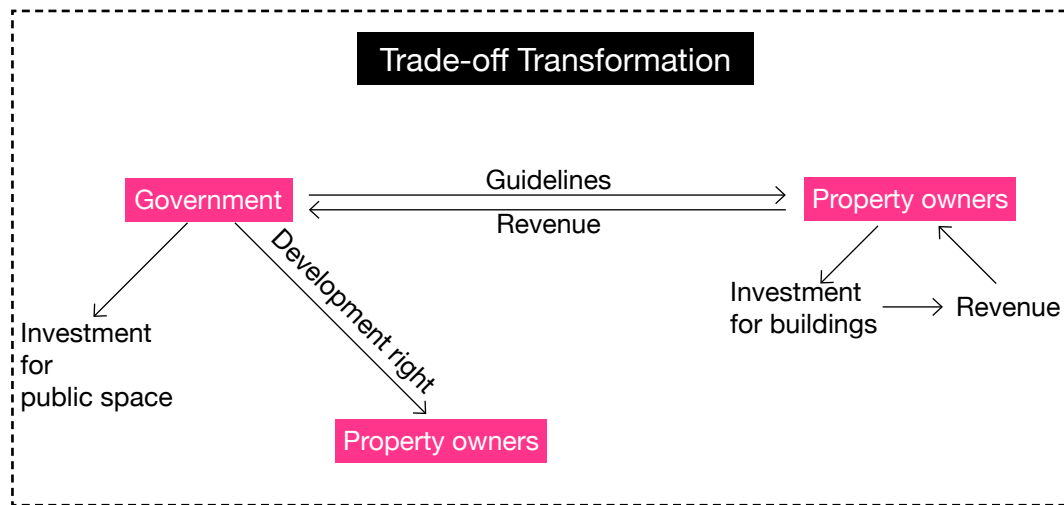 Trade-off Transformation
Guidelines
Government
Property owners
Revenue
Development right
Investment
for buildings
Revenue
Investment
for
public space
Property owners